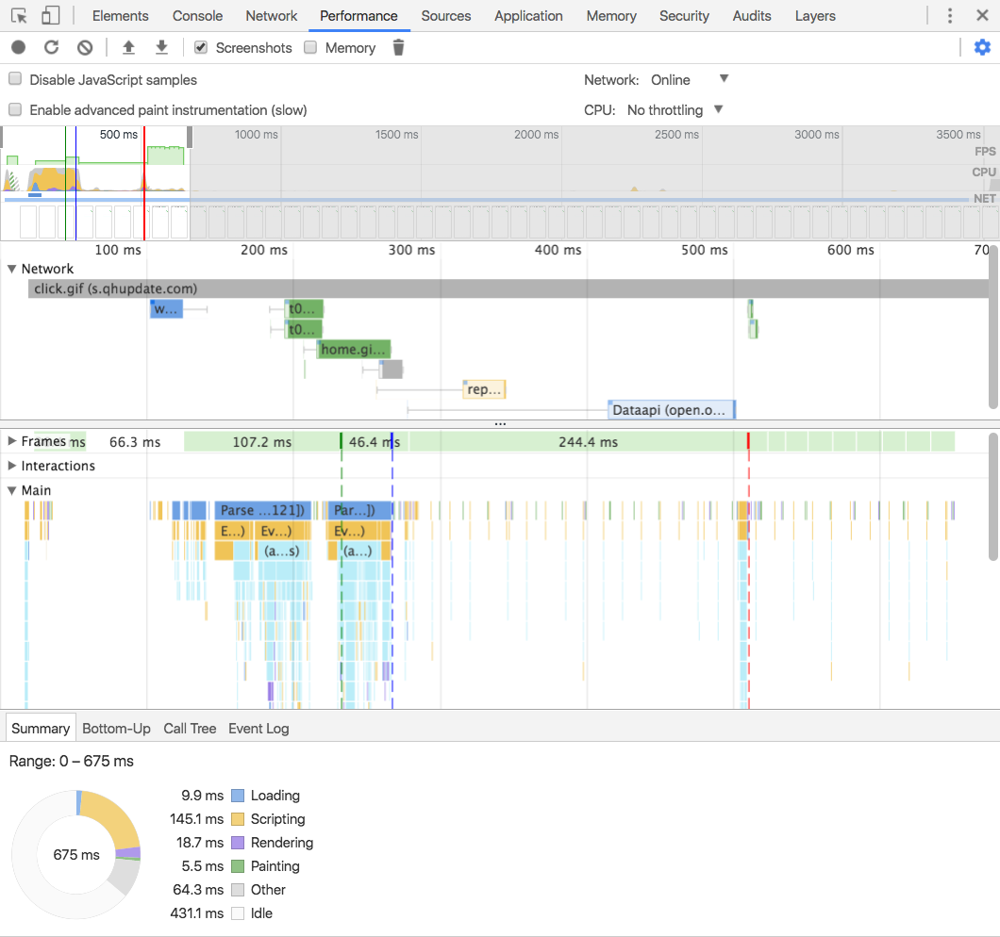 Elements Console Network Performance Sources Application Memory Security Audits Layers
Screenshots Memory
Disable JavaScript samples Network: Online
Enable advanced paint instrumentation (slow) CPU: No throttling
500 ms 1000 ms 1500 ms 2000 ms 2500 ms 3000 ms 3500 ms
FPS
CPU
NET
100 ms 200 ms 300 ms 400 ms 500 ms 600 ms 70
Network
click.gif (s.qhupdate.com)
w... t0...
t0...
home.gi...
rep...
Dataapi (open.o...
...
Frames ms 66.3 ms 107.2 ms 46.4 ms 244.4 ms
Interactions
Main
Parse ...121]) Par...])
E...) Ev...) Ev...)
(a...s) (a...)
Summary Bottom-Up Call Tree Event Log
Range: 0 – 675 ms
9.9 ms Loading
145.1 ms Scripting
18.7 ms Rendering
675 ms
5.5 ms Painting
64.3 ms Other
431.1 ms Idle